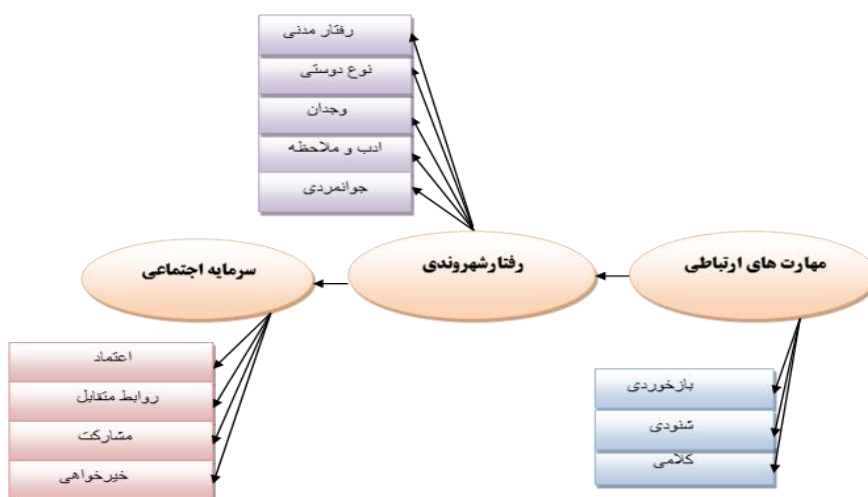 رفتار مدنی
نوع دوستی
وجدان
ادب و ملاحظه
جوانمردی
مهارت های ارتباطی
رفتارشهروندی
سرمایه اجتماعی
بازخوردی
شنودی
کلامی
اعتماد
روابط متقابل
مشارکت
خیرخواهی